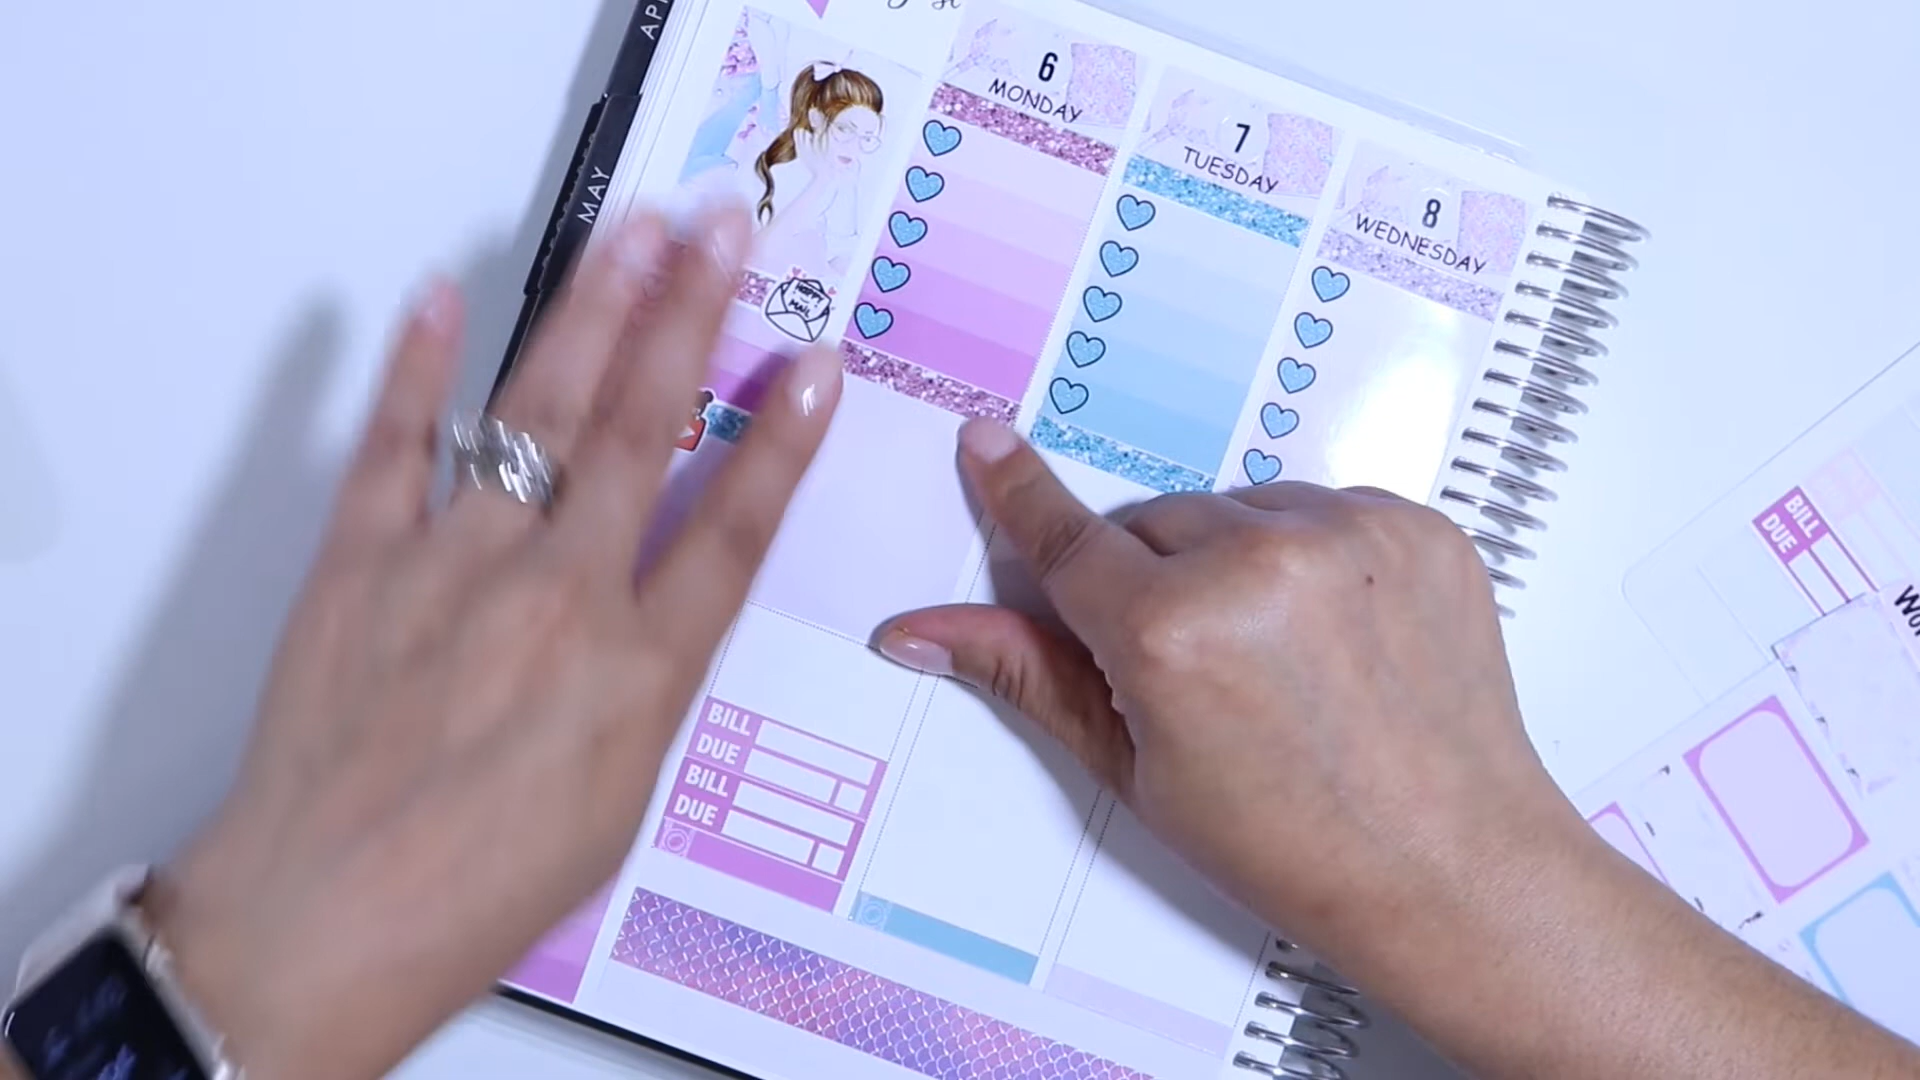 6
MONDAY
7
TUESDAY
8
WEDNESDAY
MAY
HAPPY
MAIL
BILL
DUE
BILL
DUE
BILL
DUE